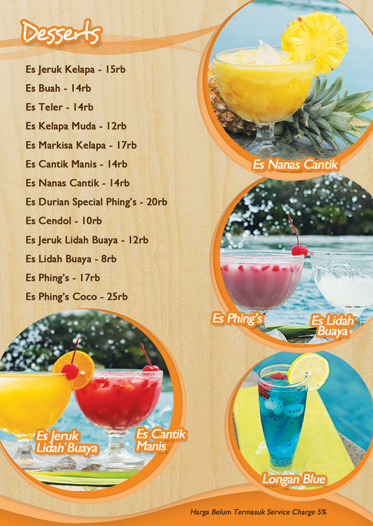 Desserts
Es Jeruk Kelapa - 15rb
Es Buah - 14rb
Es Teler - 14rb
Es Kelapa Muda - 12rb
Es Markisa Kelapa - 17rb
Es Cantik Manis - 14rb
Es Nanas Cantik - 14rb
Es Durian Special Phing's - 20rb
Es Cendol - 10rb
Es Jeruk Lidah Buaya - 12rb
Es Lidah Buaya - 8rb
Es Phing's - 17rb
Es Phing's Coco - 25rb
Es Nanas Cantik
Es Phing's
Es Lidah
Buaya
Es Jeruk
Lidah Buaya
Es Cantik
Manis
Longan Blue
Harga Belum Termasuk Service Charge 5%